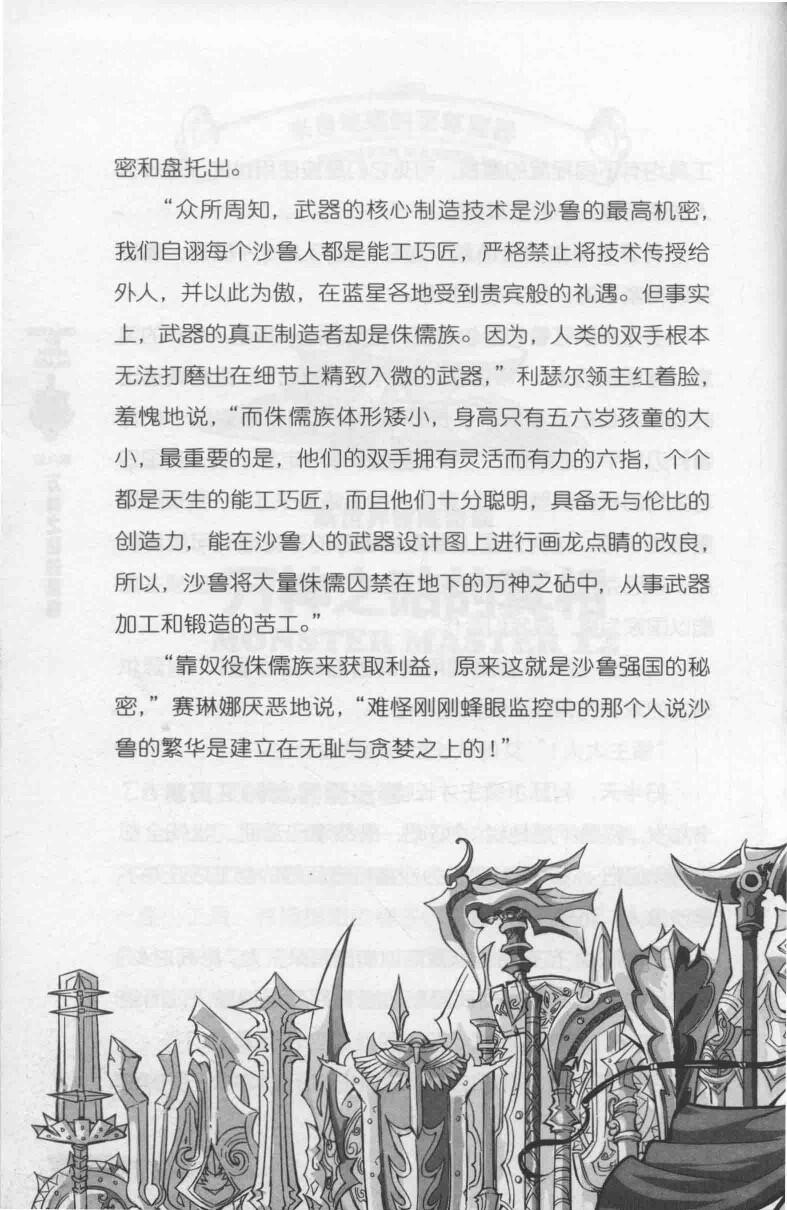 密和盘托出。
“众所周知，武器的核心制造技术是沙鲁的最高机密，
我们自诩每个沙鲁人都是能工巧匠，严格禁止将技术传授给
外人，并以此为傲，在蓝星各地受到贵宾般的礼遇。但事实
上，武器的真正制造者却是侏儒族。因为，人类的双手根本
无法打磨出在细节上精致入微的武器，”利瑟尔领主红着脸，
羞愧地说，“而侏儒族体形矮小，身高只有五六岁孩童的大
小，最重要的是，他们的双手拥有灵活而有力的六指，个个
都是天生的能工巧匠，而且他们十分聪明，具备无与伦比的
创造力，能在沙鲁人的武器设计图上进行画龙点睛的改良，
所以，沙鲁将大量侏儒囚禁在地下的万神之砧中，从事武器
加工和锻造的苦工。”
“靠奴役侏儒族来获取利益，原来这就是沙鲁强国的秘
密，”赛琳娜厌恶地说，“难怪刚刚蜂眼监控中的那个人说沙
鲁的繁华是建立在无耻与贪婪之上的！”